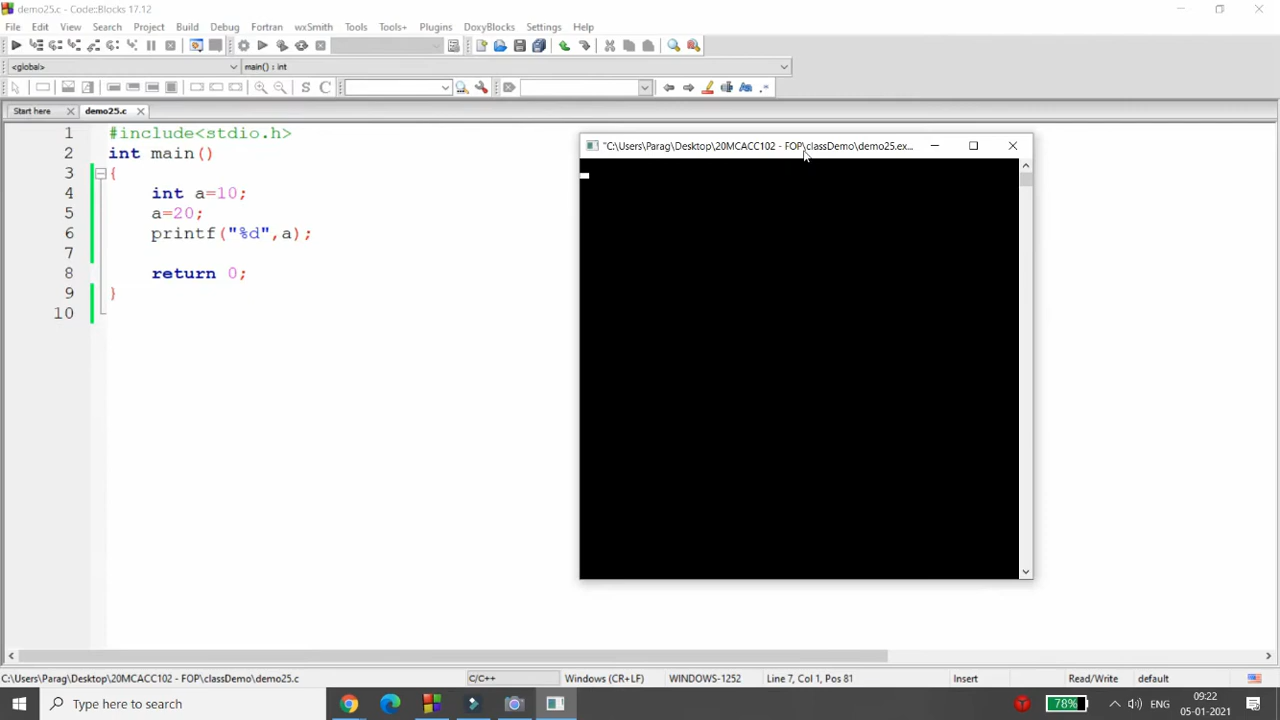 demo25.c - Code::Blocks 17.12
File Edit View Search Project Build Debug Fortran wxSmith Tools Tools+ Plugins DoxyBlocks Settings Help
<global> main() : int
S C
Start here demo25.c
1 #include<stdio.h>
2 int main()
3 {
4 int a=10;
5 a=20;
6 printf("%d",a);
7
8 return 0;
9 }
10
"C:\Users\Parag\Desktop\20MCACC102 - FOP\classDemo\demo25.ex...
C:\Users\Parag\Desktop\20MCACC102 - FOP\classDemo\demo25.c C/C++ Windows (CR+LF) WINDOWS-1252 Line 7, Col 1, Pos 81 Insert Read/Write default
Type here to search
78%
ENG
09:22
05-01-2021